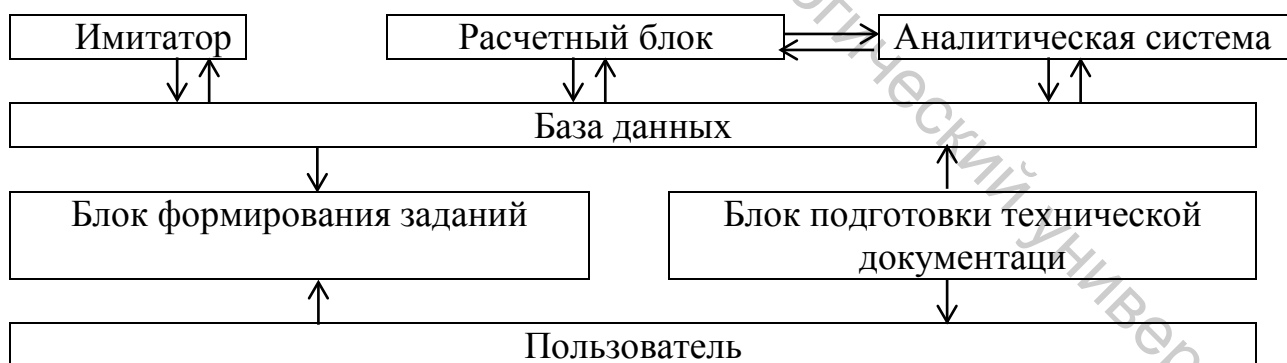 Имитатор
Расчетный блок
Аналитическая система
База данных
Блок формирования заданий
Блок подготовки технической
документаци
Пользователь